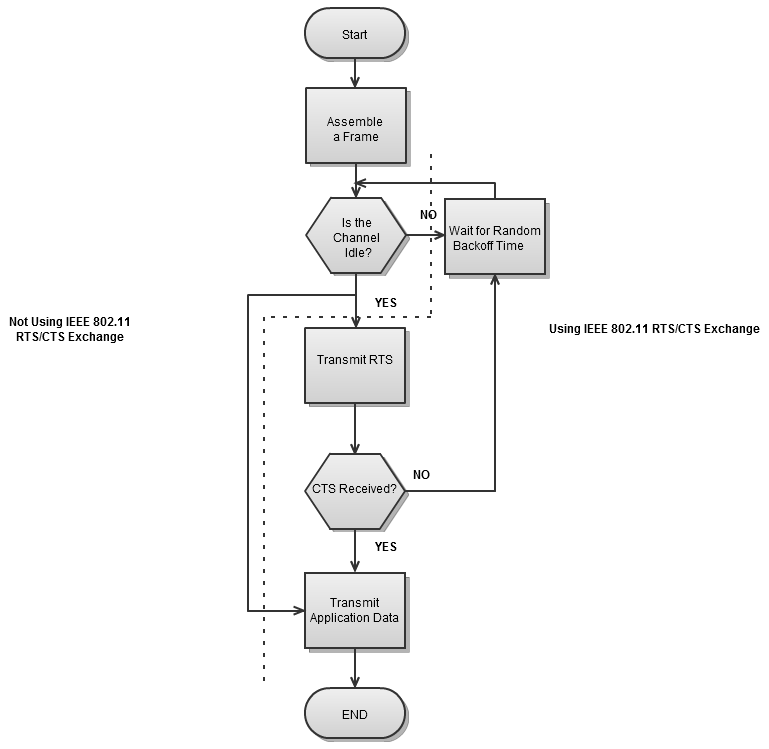 Start
Assemble
a Frame
Is the
Channel
Idle?
NO
Wait for Random
Backoff Time
YES
Not Using IEEE 802.11
RTS/CTS Exchange
Using IEEE 802.11 RTS/CTS Exchange
Transmit RTS
CTS Received?
NO
YES
Transmit
Application Data
END